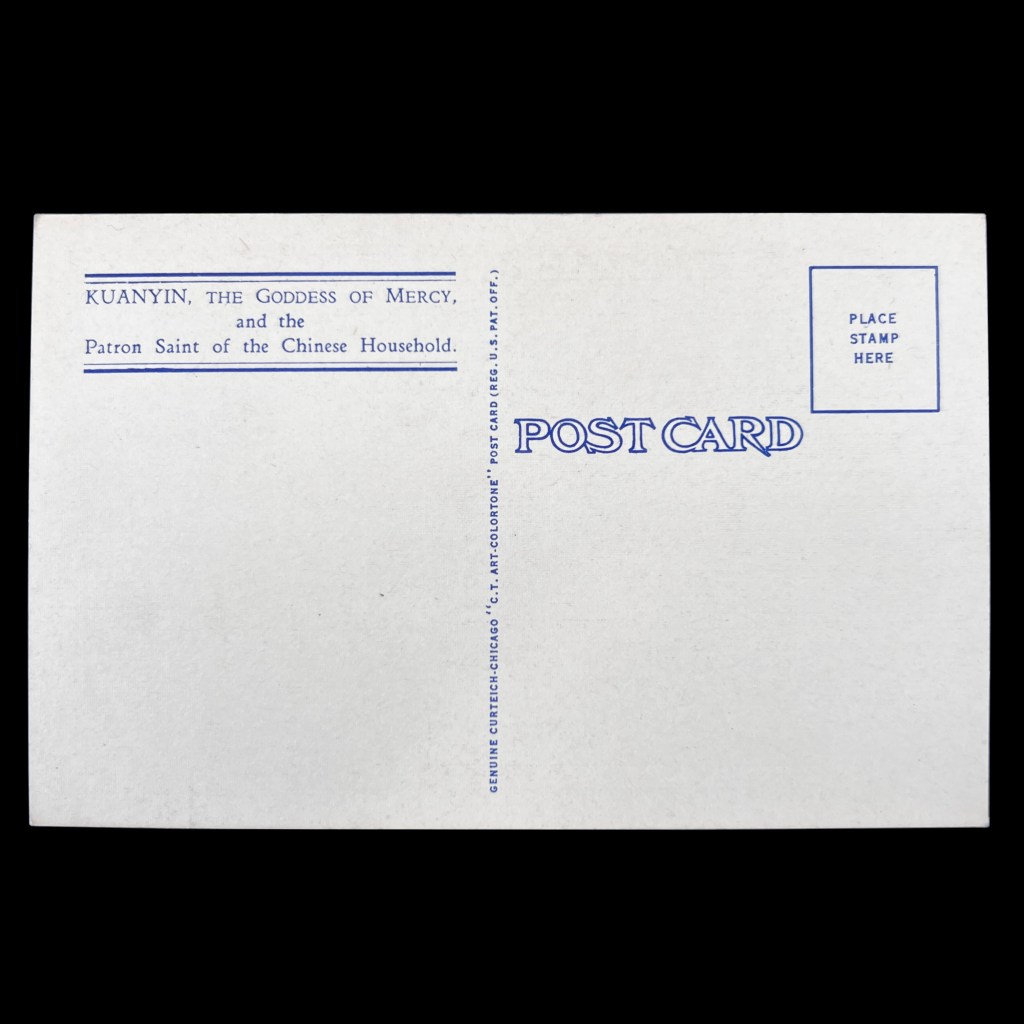 KUANYIN, THE GODDESS OF MERCY,
and the
Patron Saint of the Chinese Household.
GENUINE CURTEICH-CHICAGO "C.T. ART-COLORTONE" POST CARD (REG. U.S. PAT. OFF.)
POST CARD
PLACE
STAMP
HERE